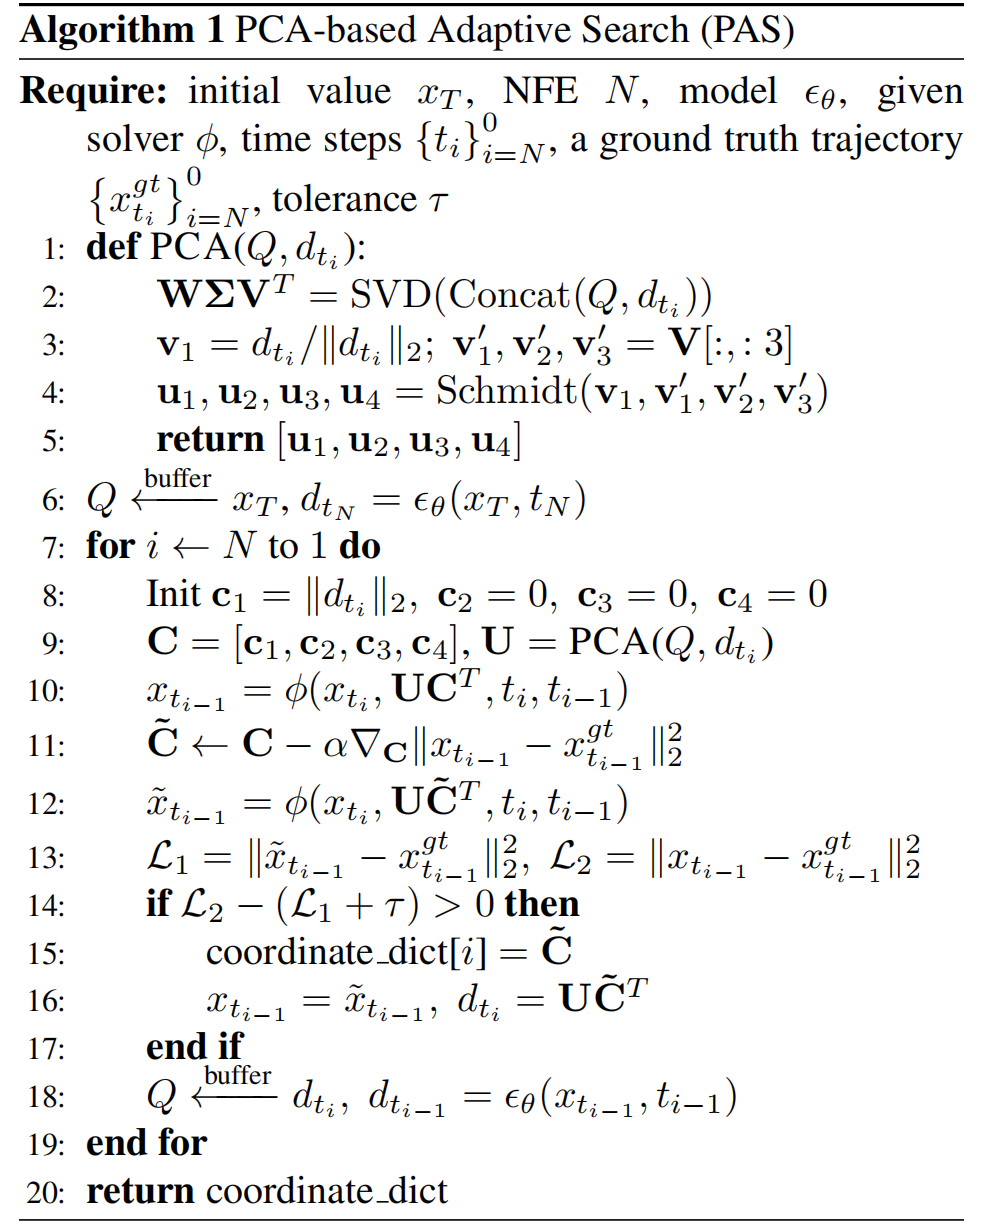 Algorithm 1 PCA-based Adaptive Search (PAS)
Require: initial value $x_T$, NFE $N$, model $\epsilon_\theta$, given
solver $\phi$, time steps $\{t_i\}_{i=N}^{0}$, a ground truth trajectory
$\{x_{t_i}^{gt}\}_{i=N}^{0}$, tolerance $\tau$
1: def PCA($Q, d_{t_i}$):
2: $\mathbf{W\Sigma V}^T = \mathrm{SVD}(\mathrm{Concat}(Q, d_{t_i}))$
3: $\mathbf{v}_1 = d_{t_i}/\|d_{t_i}\|_2;\ \mathbf{v}'_1, \mathbf{v}'_2, \mathbf{v}'_3 = \mathbf{V}[:,:3]$
4: $\mathbf{u}_1, \mathbf{u}_2, \mathbf{u}_3, \mathbf{u}_4 = \mathrm{Schmidt}(\mathbf{v}_1, \mathbf{v}'_1, \mathbf{v}'_2, \mathbf{v}'_3)$
5: return $[\mathbf{u}_1, \mathbf{u}_2, \mathbf{u}_3, \mathbf{u}_4]$
6: $Q \xleftarrow{\text{buffer}} x_T, d_{t_N} = \epsilon_\theta(x_T, t_N)$
7: for $i \leftarrow N$ to 1 do
8: Init $\mathbf{c}_1 = \|d_{t_i}\|_2,\ \mathbf{c}_2 = 0,\ \mathbf{c}_3 = 0,\ \mathbf{c}_4 = 0$
9: $\mathbf{C} = [\mathbf{c}_1, \mathbf{c}_2, \mathbf{c}_3, \mathbf{c}_4], \mathbf{U} = \mathrm{PCA}(Q, d_{t_i})$
10: $x_{t_{i-1}} = \phi(x_{t_i}, \mathbf{UC}^T, t_i, t_{i-1})$
11: $\tilde{\mathbf{C}} \leftarrow \mathbf{C} - \alpha\nabla_{\mathbf{C}}\|x_{t_{i-1}} - x_{t_{i-1}}^{gt}\|_2^2$
12: $\tilde{x}_{t_{i-1}} = \phi(x_{t_i}, \mathbf{U}\tilde{\mathbf{C}}^T, t_i, t_{i-1})$
13: $\mathcal{L}_1 = \|\tilde{x}_{t_{i-1}} - x_{t_{i-1}}^{gt}\|_2^2,\ \mathcal{L}_2 = \|x_{t_{i-1}} - x_{t_{i-1}}^{gt}\|_2^2$
14: if $\mathcal{L}_2 - (\mathcal{L}_1 + \tau) > 0$ then
15: coordinate_dict$[i] = \tilde{\mathbf{C}}$
16: $x_{t_{i-1}} = \tilde{x}_{t_{i-1}},\ d_{t_i} = \mathbf{U}\tilde{\mathbf{C}}^T$
17: end if
18: $Q \xleftarrow{\text{buffer}} d_{t_i},\ d_{t_{i-1}} = \epsilon_\theta(x_{t_{i-1}}, t_{i-1})$
19: end for
20: return coordinate_dict